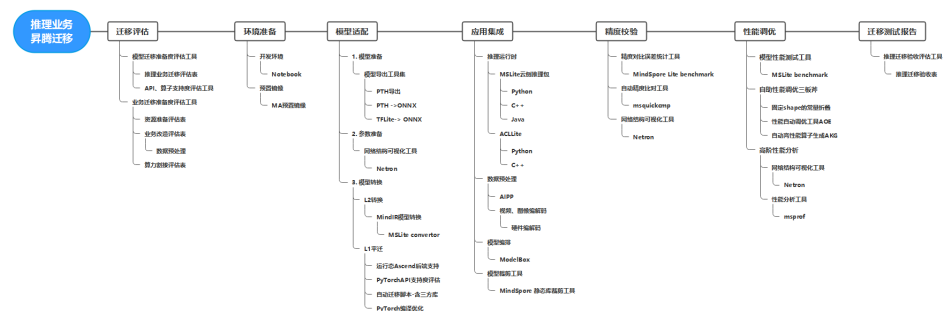 推理业务
昇腾迁移
迁移评估
模型迁移准备度评估工具
推理业务迁移评估表
API、算子支持度评估工具
业务迁移准备度评估工具
资源准备评估表
业务改造评估表
数据预处理
算力割接评估表
环境准备
开发环境
Notebook
预置镜像
MA预置镜像
模型适配
1. 模型准备
模型导出工具集
PTH导出
PTH ->ONNX
TFLite-> ONNX
2. 参数准备
网络结构可视化工具
Netron
3. 模型转换
L2转换
MindIR模型转换
MSLite convertor
L1平迁
运行态Ascend后端支持
PyTorchAPI支持度评估
自动迁移脚本-含三方库
PyTorch编译优化
应用集成
推理运行时
MSLite云侧推理包
Python
C++
Java
ACLLite
Python
C++
数据预处理
AIPP
视频、图像编解码
硬件编解码
模型编排
ModelBox
模型裁剪工具
MindSpore 静态库裁剪工具
精度校验
精度对比误差统计工具
MindSpore Lite benchmark
自动精度比对工具
msquickcmp
网络结构可视化工具
Netron
性能调优
模型性能测试工具
MSLite benchmark
自助性能调优三板斧
固定shape的常量折叠
性能自动调优工具AOE
自动高性能算子生成AKG
高阶性能分析
网络结构可视化工具
Netron
性能分析工具
msprof
迁移测试报告
推理迁移验收评估工具
推理迁移验收表